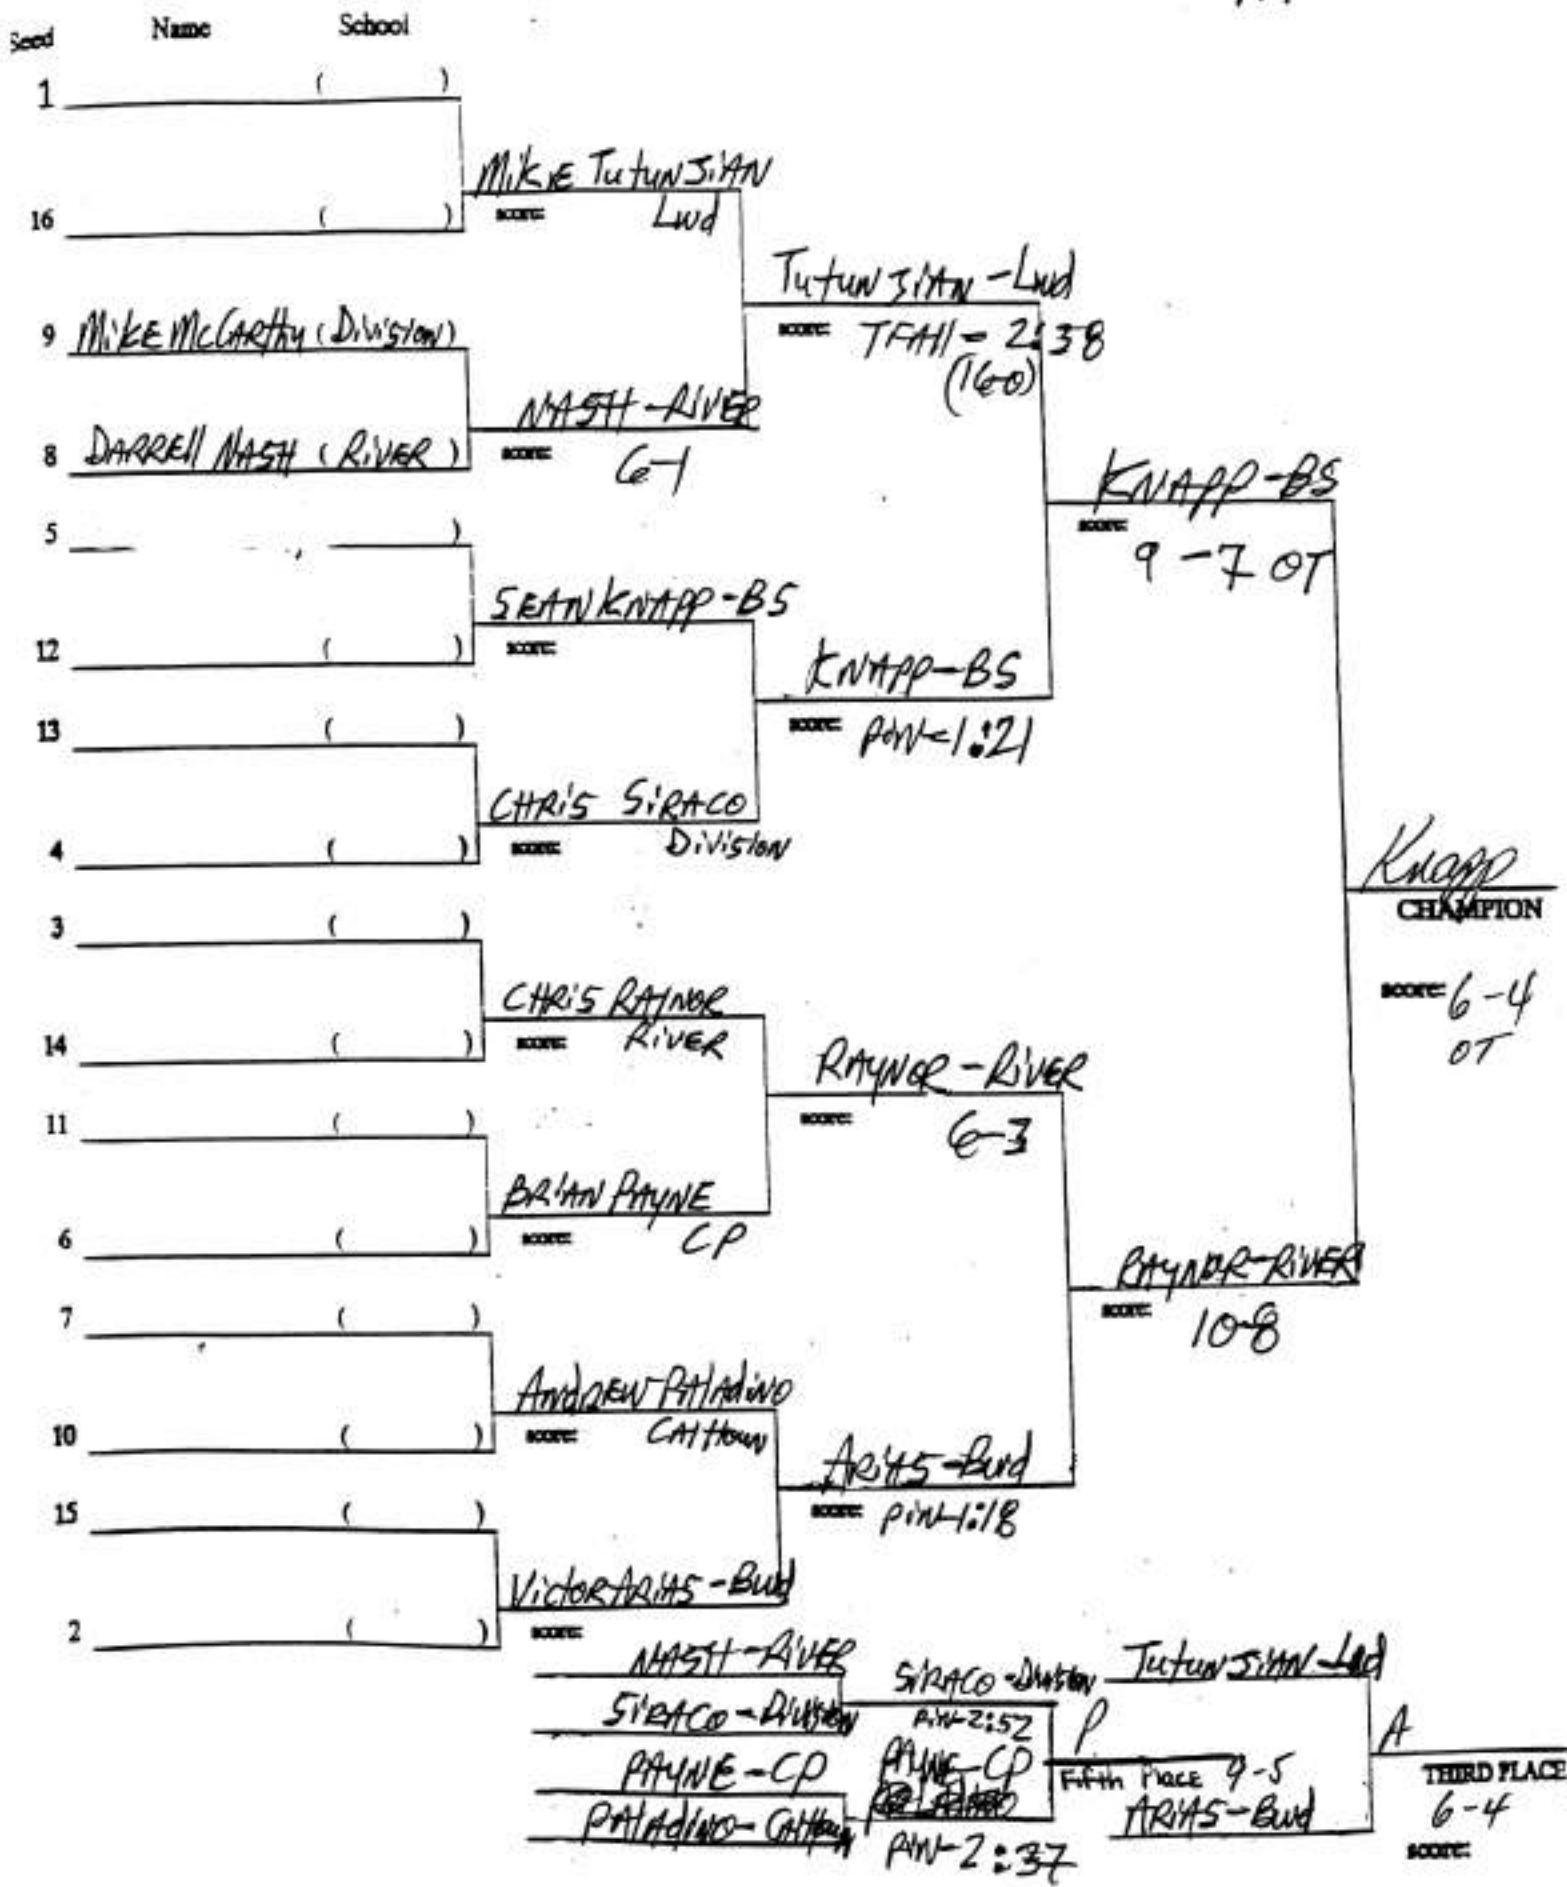 Seed Name School
1 ( )
MIKE TUTUNJIAN
16 ( ) score: Lwd
TUTUNJIAN - Lwd
9 MIKE McCARTHY (DIVISION) score: TFAll - 2:38
(16-0)
NASH - RIVER
8 DARRELL NASH (RIVER) score: 6-1
KNAPP - BS
5 ) score:
9 - 7 OT
SEAN KNAPP - BS
12 ( ) score:
KNAPP - BS
13 ( ) score: PIN - 1:21
CHRIS SIRACO
4 ( ) score: DIVISION
Knapp
CHAMPION
3 ( )
score: 6 - 4
OT
CHRIS RAYNOR
14 ( ) score: RIVER
RAYNOR - RIVER
11 ( ) score: 6-3
BRIAN PAYNE
6 ( ) score: CP
RAYNOR - RIVER
7 ( ) score: 10-8
ANDREW PALADINO
10 ( ) score: CALHOUN
ARIAS - Bwd
15 ( ) score: PIN - 1:18
VICTOR ARIAS - Bwd
2 ( ) score:
NASH - RIVER
SIRACO - DIVISION TUTUNJIAN - Lwd
SIRACO - DIVISION PIN - 2:52
P A
PAYNE - CP PAYNE - CP
Fifth Place 9-5 THIRD PLACE
PALADINO - CALHOUN ARIAS - Bwd 6-4
PIN - 2:37 score: